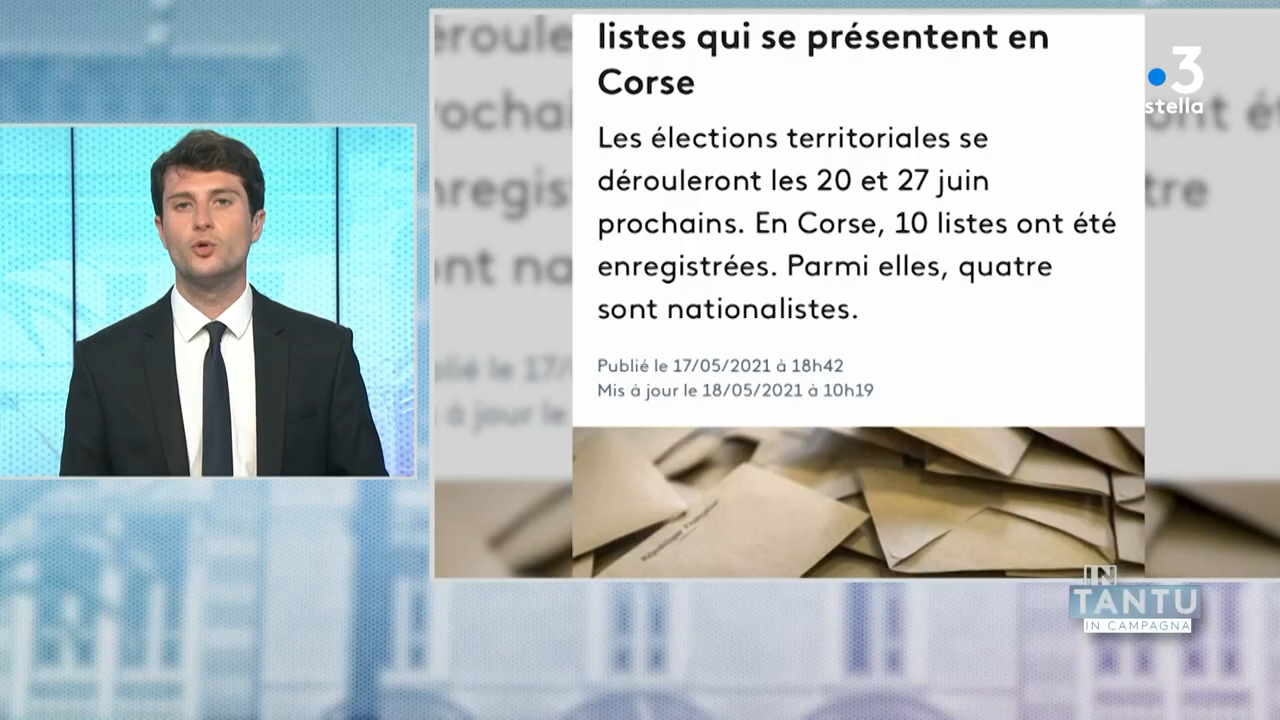 listes qui se présentent en
Corse
Les élections territoriales se
dérouleront les 20 et 27 juin
prochains. En Corse, 10 listes ont été
enregistrées. Parmi elles, quatre
sont nationalistes.
Publié le 17/05/2021 à 18h42
Mis à jour le 18/05/2021 à 10h19
République Française
3
stella
IN
TANTU
IN CAMPAGNA